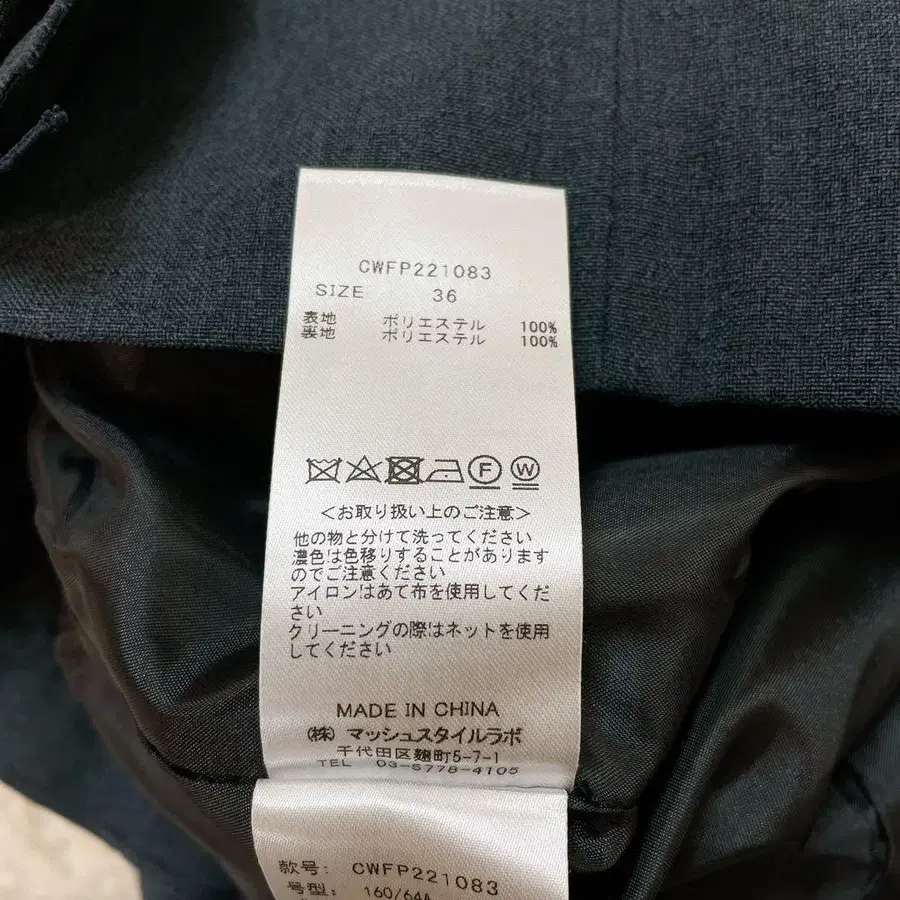 CWFP221083
SIZE 36
表地 ポリエステル 100%
裏地 ポリエステル 100%
F W
＜お取り扱い上のご注意＞
他の物と分けて洗ってください
濃色は色移りすることがあります
のでご注意ください
アイロンはあて布を使用してくだ
さい
クリーニングの際はネットを使用
してください
MADE IN CHINA
(株) マッシュスタイルラボ
千代田区麹町5-7-1
TEL 03-5778-4105
款号: CWFP221083
号型: 160/64A